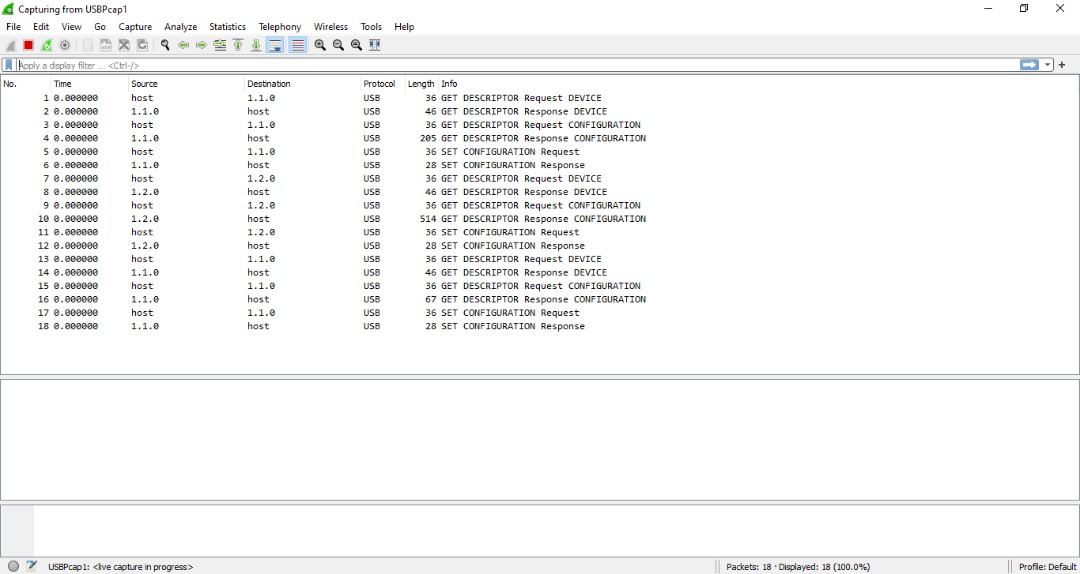 Capturing from USBPcap1
File Edit View Go Capture Analyze Statistics Telephony Wireless Tools Help
Apply a display filter ... <Ctrl-/>
No. Time Source Destination Protocol Length Info
1 0.000000 host 1.1.0 USB 36 GET DESCRIPTOR Request DEVICE
2 0.000000 1.1.0 host USB 46 GET DESCRIPTOR Response DEVICE
3 0.000000 host 1.1.0 USB 36 GET DESCRIPTOR Request CONFIGURATION
4 0.000000 1.1.0 host USB 205 GET DESCRIPTOR Response CONFIGURATION
5 0.000000 host 1.1.0 USB 36 SET CONFIGURATION Request
6 0.000000 1.1.0 host USB 28 SET CONFIGURATION Response
7 0.000000 host 1.2.0 USB 36 GET DESCRIPTOR Request DEVICE
8 0.000000 1.2.0 host USB 46 GET DESCRIPTOR Response DEVICE
9 0.000000 host 1.2.0 USB 36 GET DESCRIPTOR Request CONFIGURATION
10 0.000000 1.2.0 host USB 514 GET DESCRIPTOR Response CONFIGURATION
11 0.000000 host 1.2.0 USB 36 SET CONFIGURATION Request
12 0.000000 1.2.0 host USB 28 SET CONFIGURATION Response
13 0.000000 host 1.1.0 USB 36 GET DESCRIPTOR Request DEVICE
14 0.000000 1.1.0 host USB 46 GET DESCRIPTOR Response DEVICE
15 0.000000 host 1.1.0 USB 36 GET DESCRIPTOR Request CONFIGURATION
16 0.000000 1.1.0 host USB 67 GET DESCRIPTOR Response CONFIGURATION
17 0.000000 host 1.1.0 USB 36 SET CONFIGURATION Request
18 0.000000 1.1.0 host USB 28 SET CONFIGURATION Response
USBPcap1: <live capture in progress> Packets: 18 · Displayed: 18 (100.0%) Profile: Default